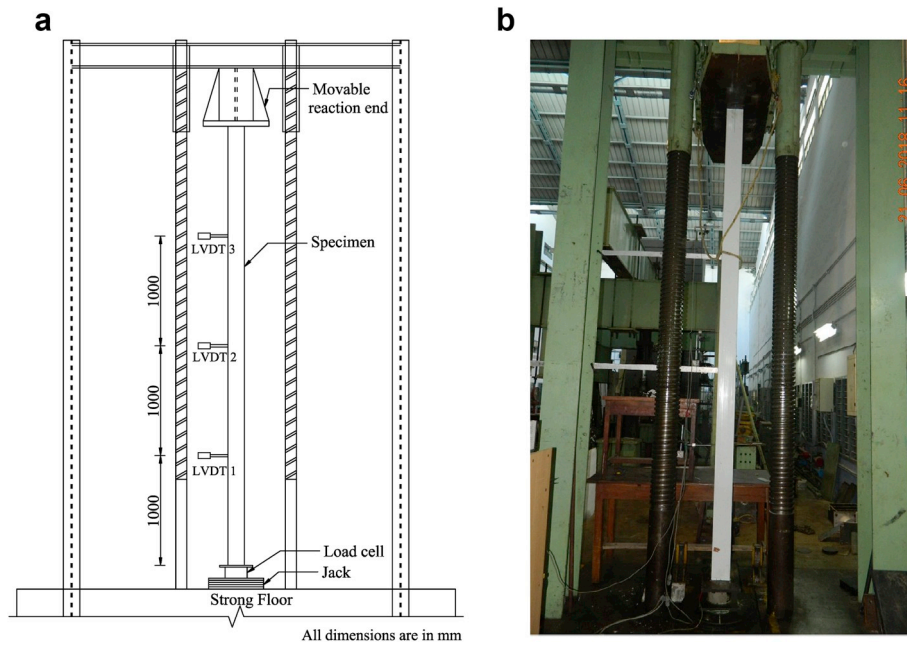 a
b
Movable
reaction end
LVDT 3
Specimen
1000
LVDT 2
1000
LVDT 1
1000
Load cell
Jack
Strong Floor
All dimensions are in mm